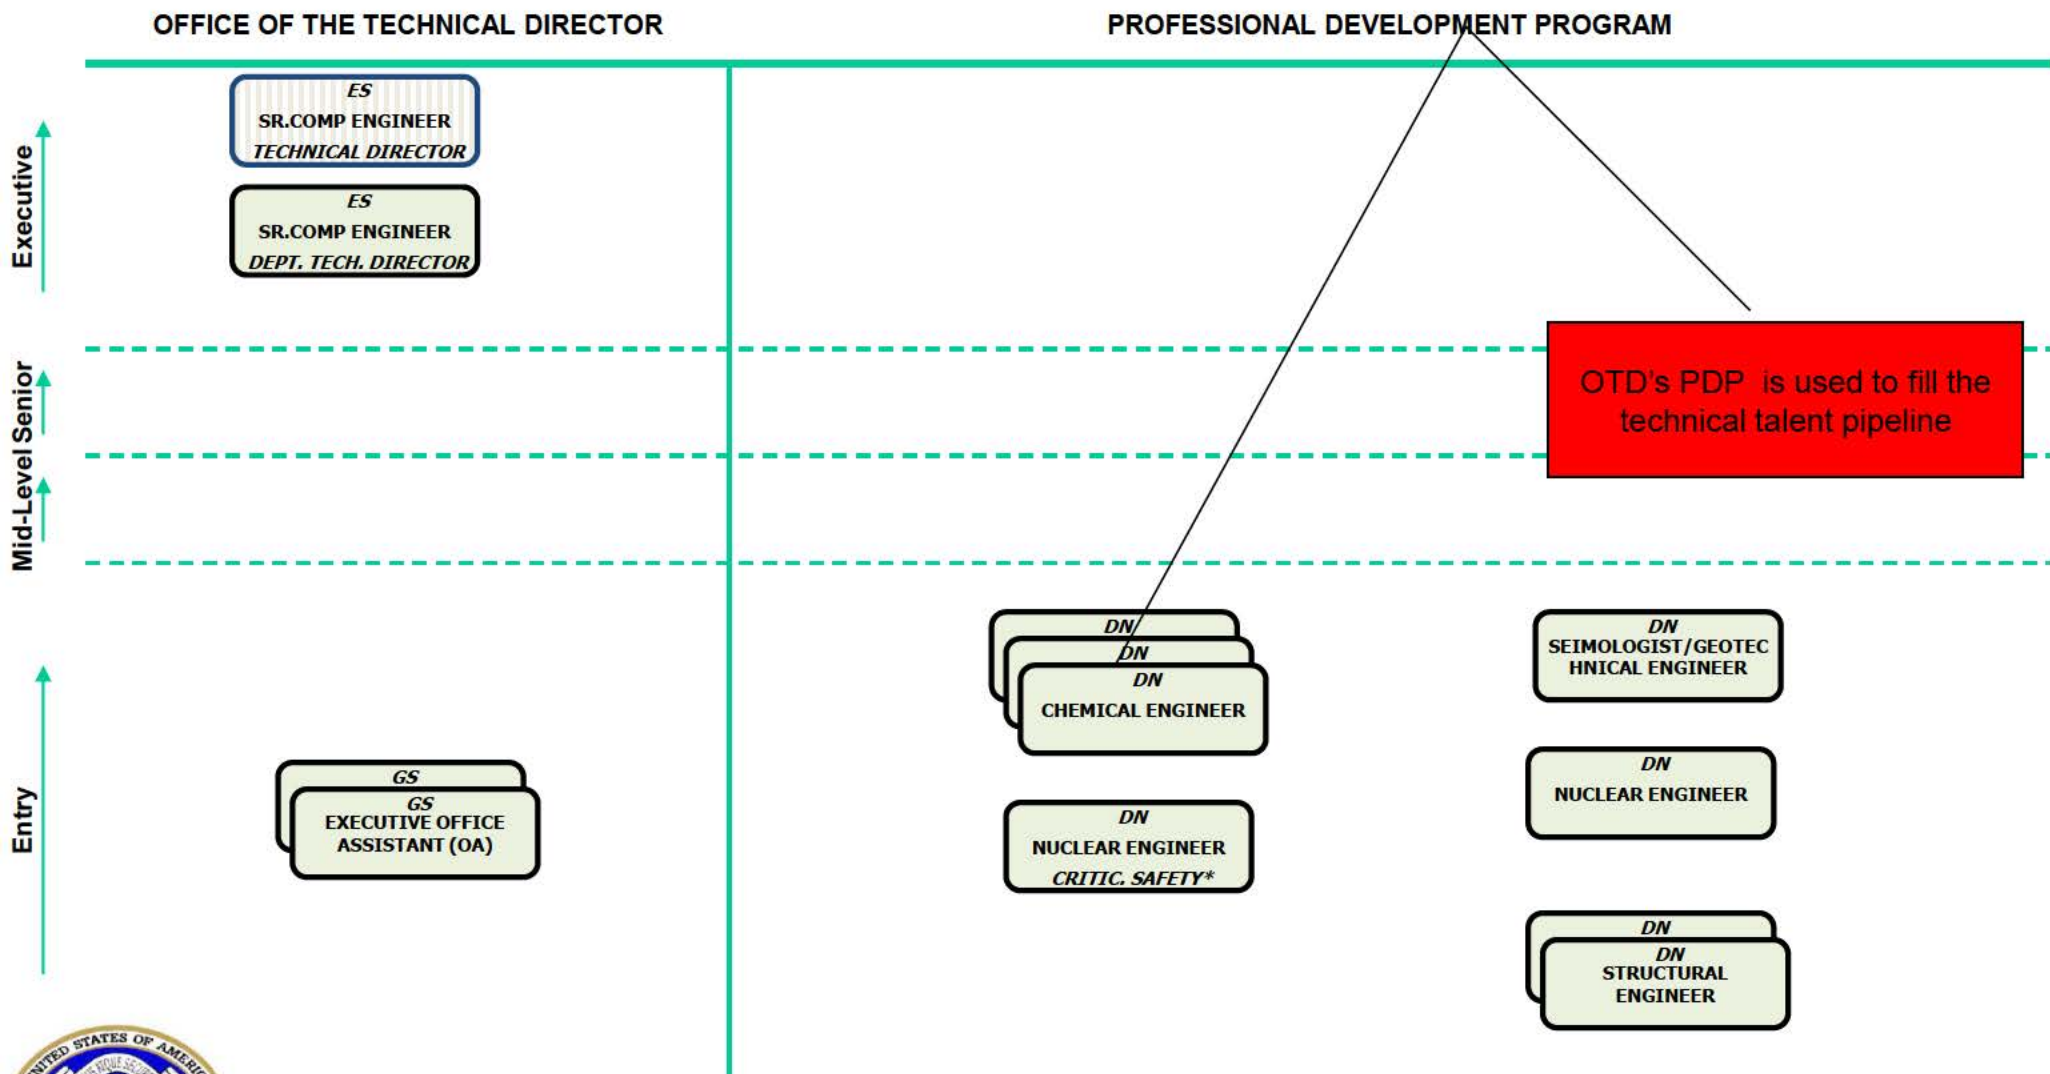 OFFICE OF THE TECHNICAL DIRECTOR
PROFESSIONAL DEVELOPMENT PROGRAM
Executive
ES
SR.COMP ENGINEER
TECHNICAL DIRECTOR
ES
SR.COMP ENGINEER
DEPT. TECH. DIRECTOR
OTD's PDP is used to fill the
technical talent pipeline
Senior
Mid-Level
Entry
GS
GS
EXECUTIVE OFFICE
ASSISTANT (OA)
DN
DN
DN
CHEMICAL ENGINEER
DN
NUCLEAR ENGINEER
CRITIC. SAFETY*
DN
SEIMOLOGIST/GEOTEC
HNICAL ENGINEER
DN
NUCLEAR ENGINEER
DN
DN
STRUCTURAL
ENGINEER
UNITED STATES OF AMERIC